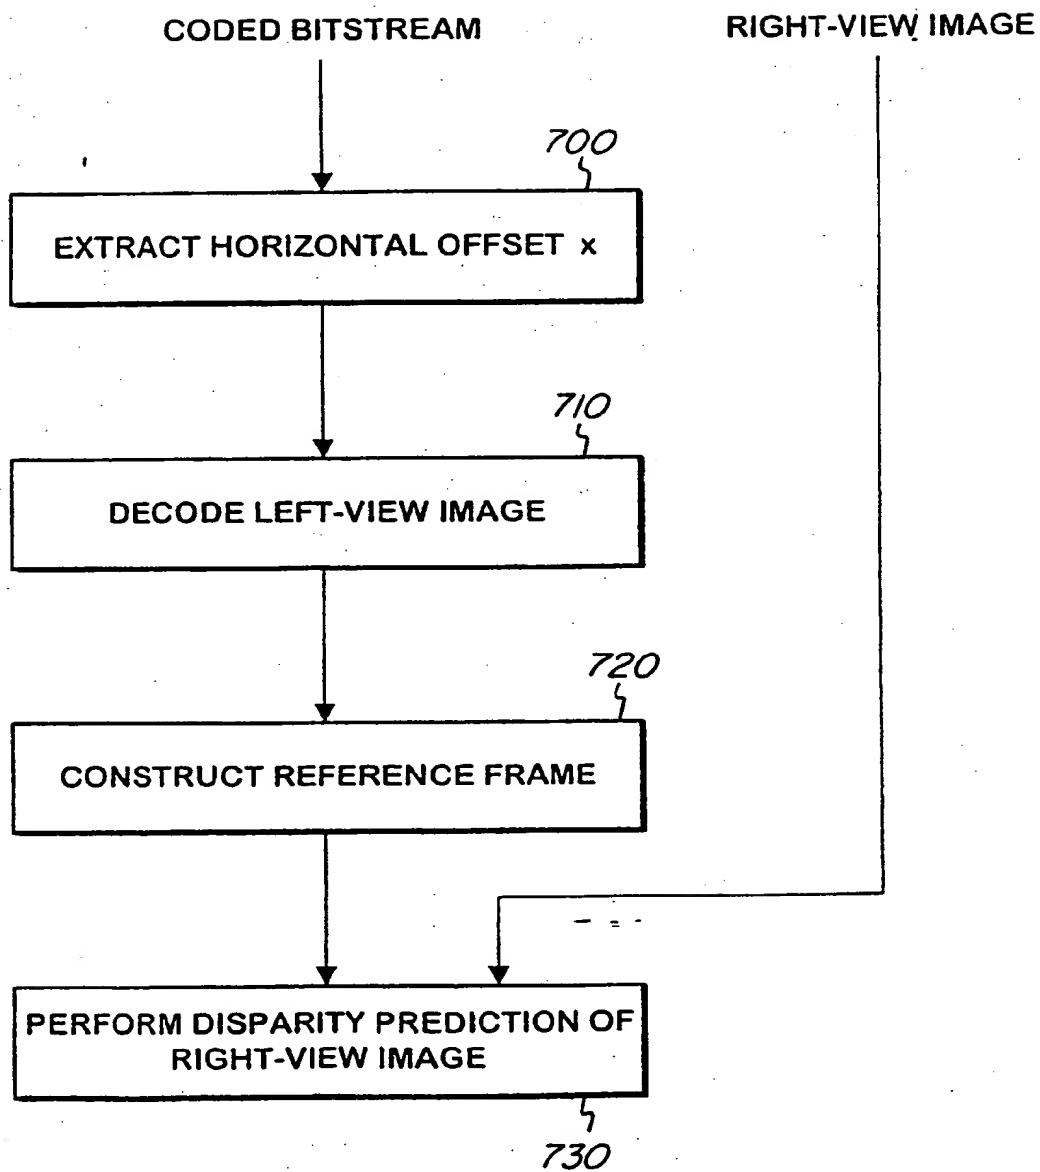 CODED BITSTREAM
RIGHT-VIEW IMAGE
700
EXTRACT HORIZONTAL OFFSET x
710
DECODE LEFT-VIEW IMAGE
720
CONSTRUCT REFERENCE FRAME
PERFORM DISPARITY PREDICTION OF
RIGHT-VIEW IMAGE
730